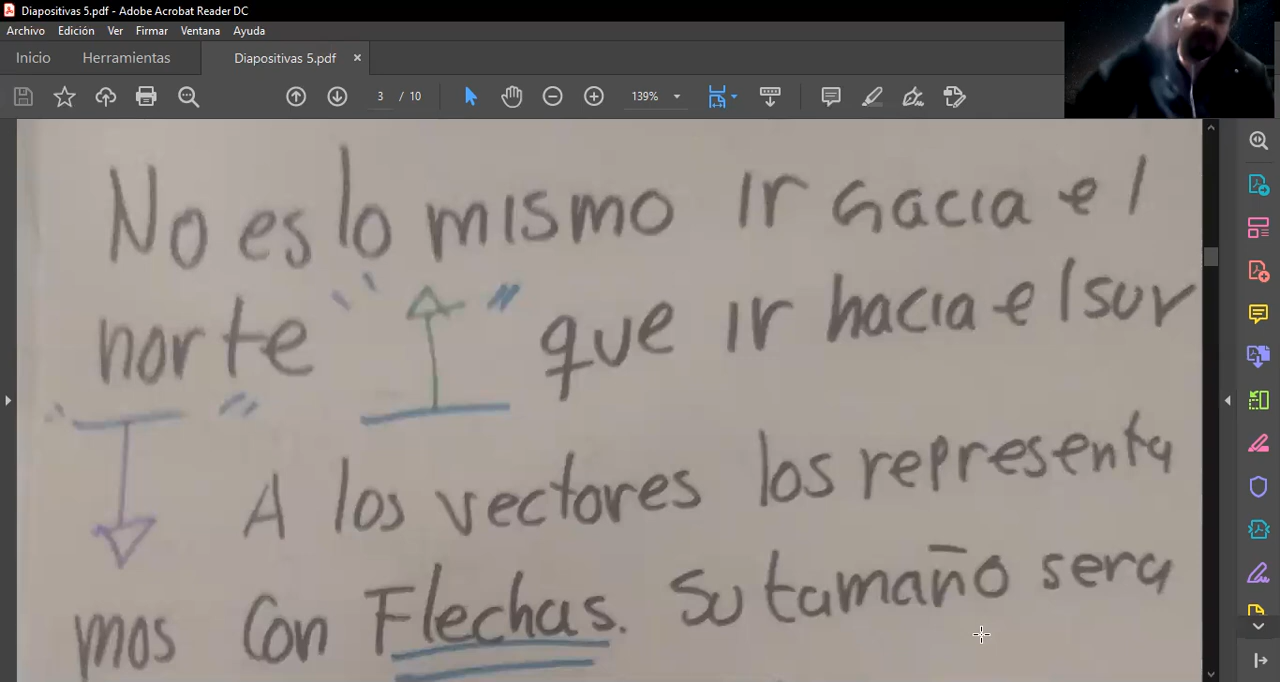 Diapositivas 5.pdf - Adobe Acrobat Reader DC
Archivo Edición Ver Firmar Ventana Ayuda
Inicio Herramientas Diapositivas 5.pdf ×
3 / 10 139%
No es lo mismo ir hacia el
norte " " que ir hacia el sur
" "
A los vectores los representa
mos con Flechas. Su tamaño sera